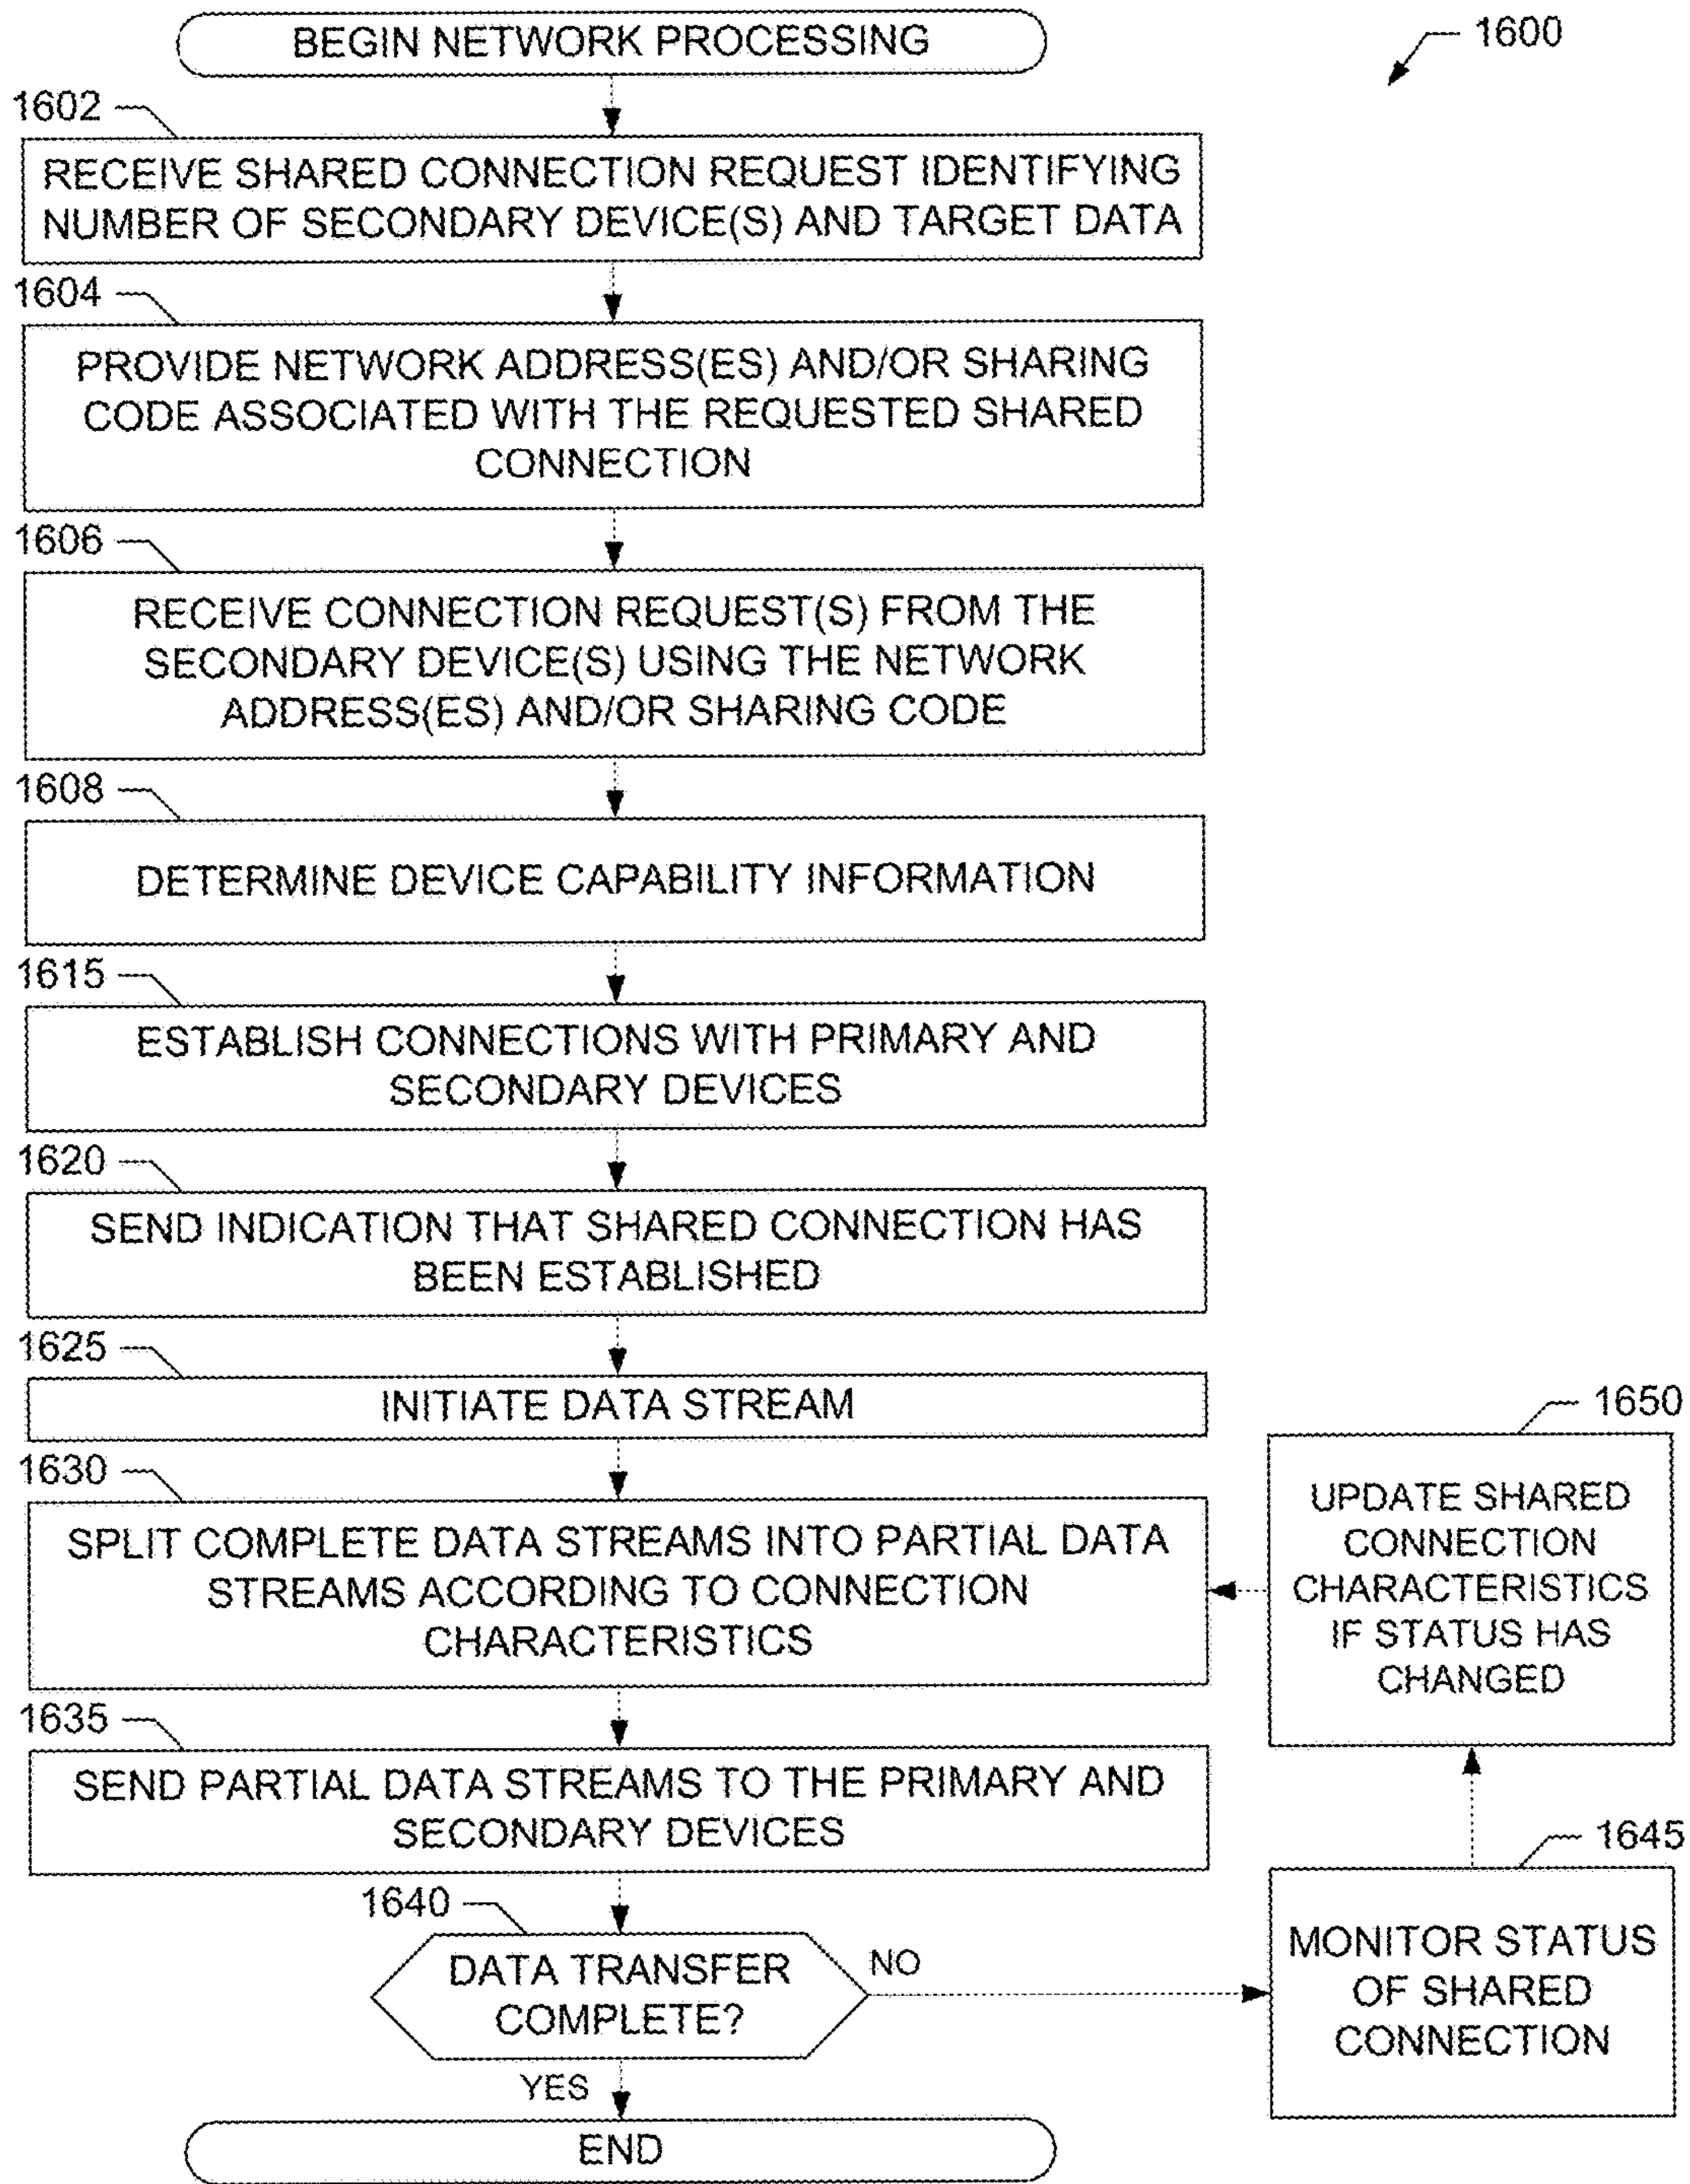 BEGIN NETWORK PROCESSING
1600
1602
RECEIVE SHARED CONNECTION REQUEST IDENTIFYING
NUMBER OF SECONDARY DEVICE(S) AND TARGET DATA
1604
PROVIDE NETWORK ADDRESS(ES) AND/OR SHARING
CODE ASSOCIATED WITH THE REQUESTED SHARED
CONNECTION
1606
RECEIVE CONNECTION REQUEST(S) FROM THE
SECONDARY DEVICE(S) USING THE NETWORK
ADDRESS(ES) AND/OR SHARING CODE
1608
DETERMINE DEVICE CAPABILITY INFORMATION
1615
ESTABLISH CONNECTIONS WITH PRIMARY AND
SECONDARY DEVICES
1620
SEND INDICATION THAT SHARED CONNECTION HAS
BEEN ESTABLISHED
1625
INITIATE DATA STREAM
1630
SPLIT COMPLETE DATA STREAMS INTO PARTIAL DATA
STREAMS ACCORDING TO CONNECTION
CHARACTERISTICS
1635
SEND PARTIAL DATA STREAMS TO THE PRIMARY AND
SECONDARY DEVICES
1640
DATA TRANSFER
COMPLETE?
NO
YES
END
1645
MONITOR STATUS
OF SHARED
CONNECTION
1650
UPDATE SHARED
CONNECTION
CHARACTERISTICS
IF STATUS HAS
CHANGED